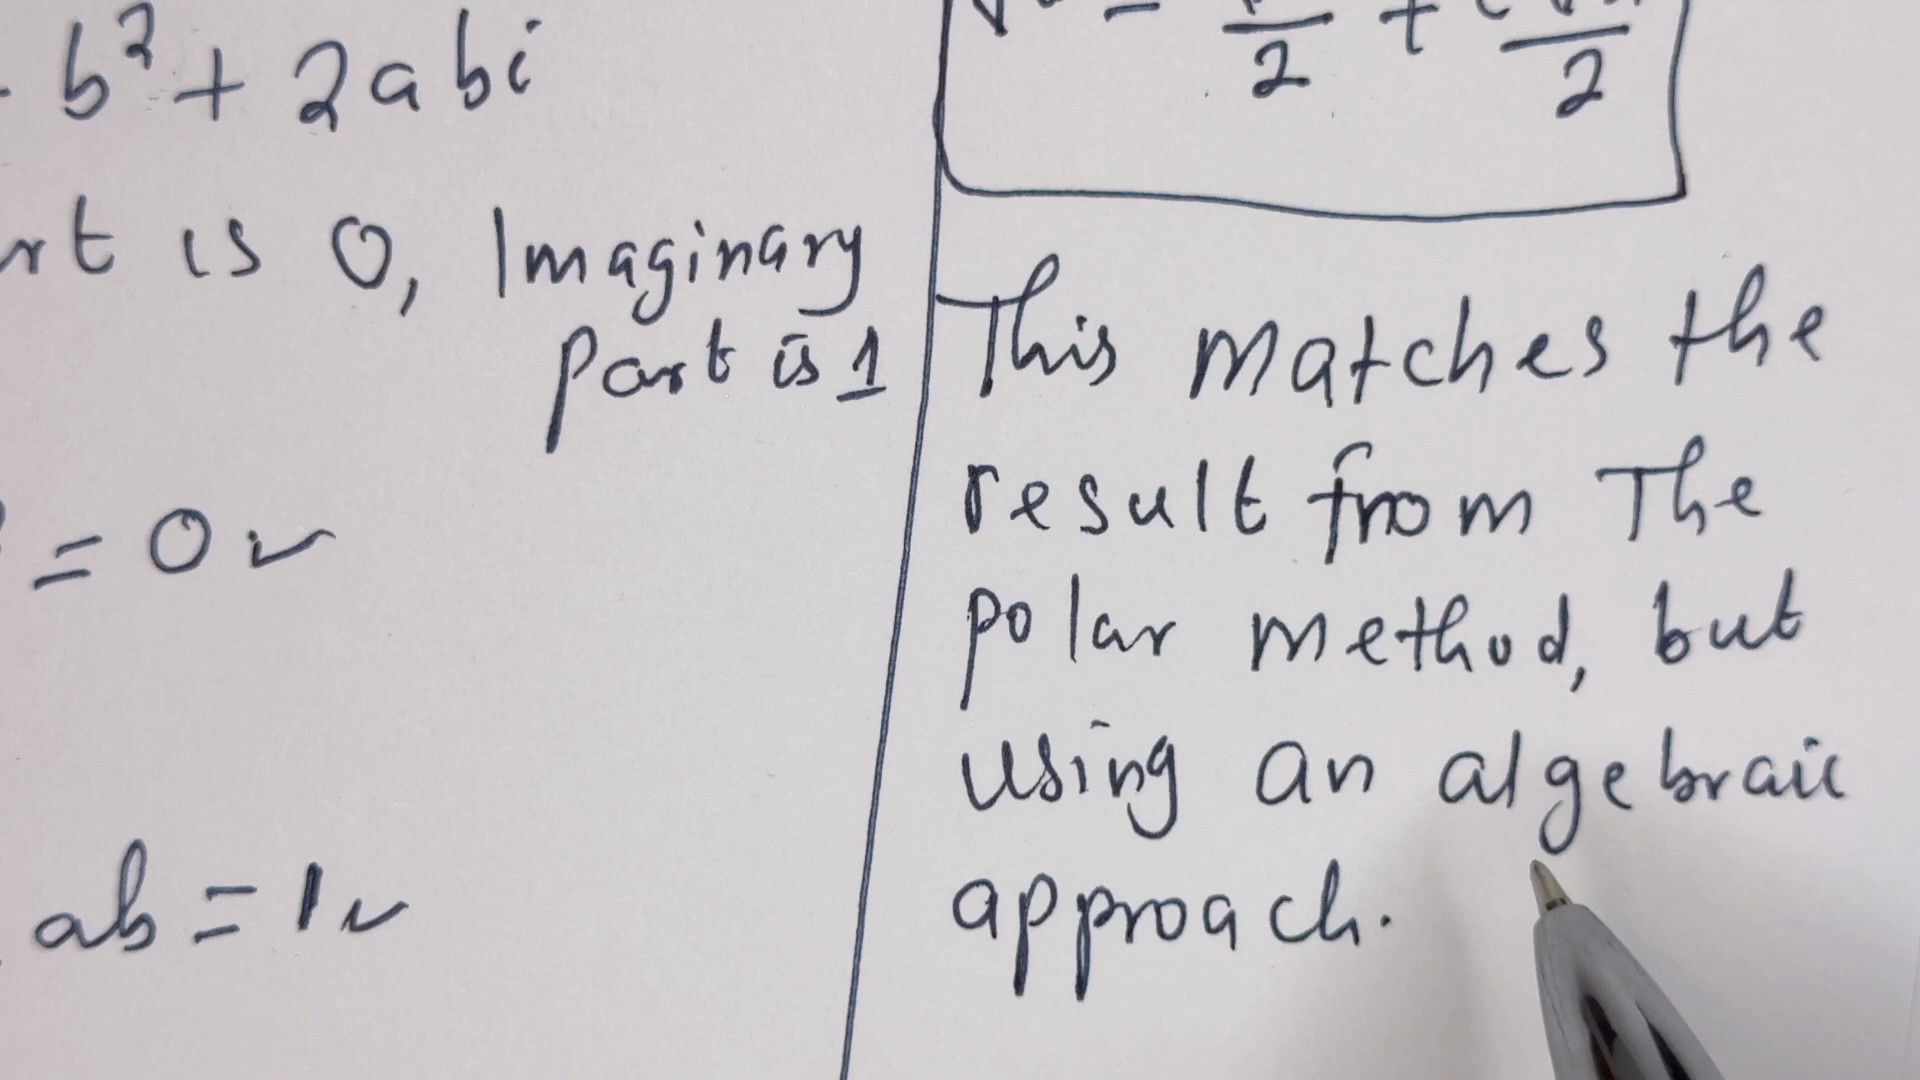 b² + 2abi
is 0, Imaginary
part is 1
= 0 ✓
ab = 1 ✓
2 + 2
This matches the
result from The
polar method, but
using an algebraic
approach.